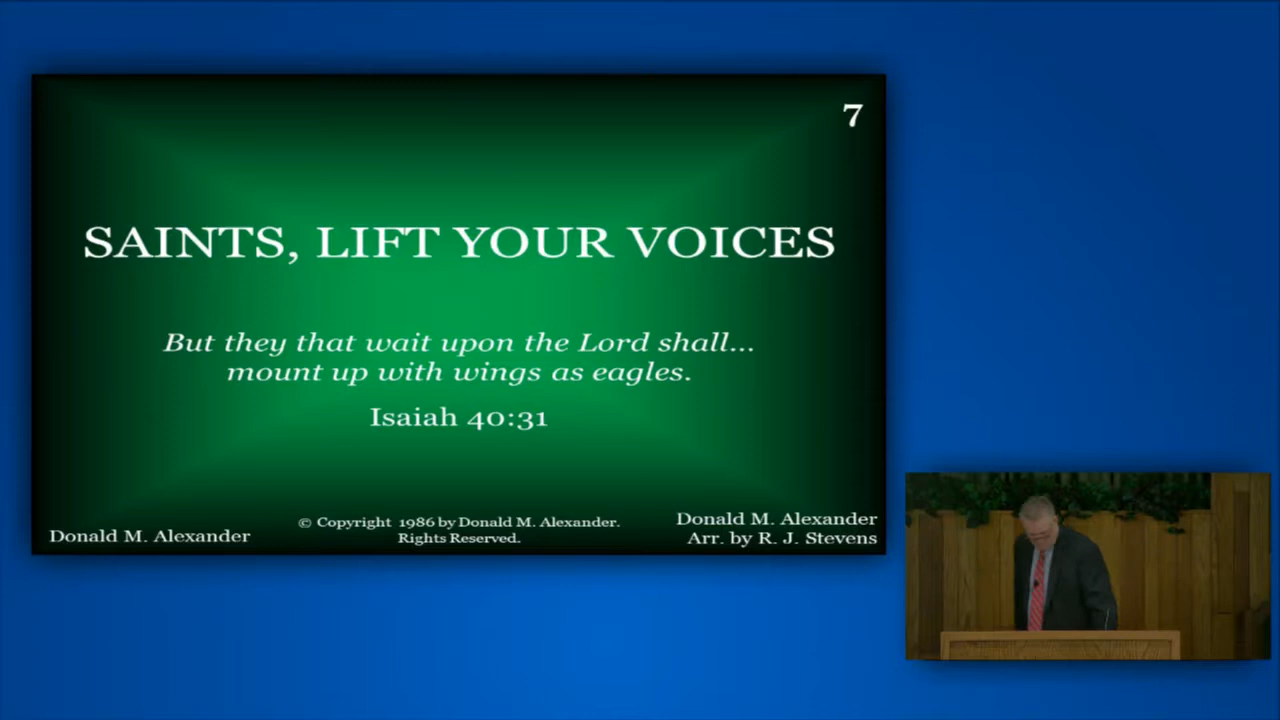 7
SAINTS, LIFT YOUR VOICES
But they that wait upon the Lord shall...
mount up with wings as eagles.
Isaiah 40:31
Donald M. Alexander
© Copyright 1986 by Donald M. Alexander.
Rights Reserved.
Donald M. Alexander
Arr. by R. J. Stevens